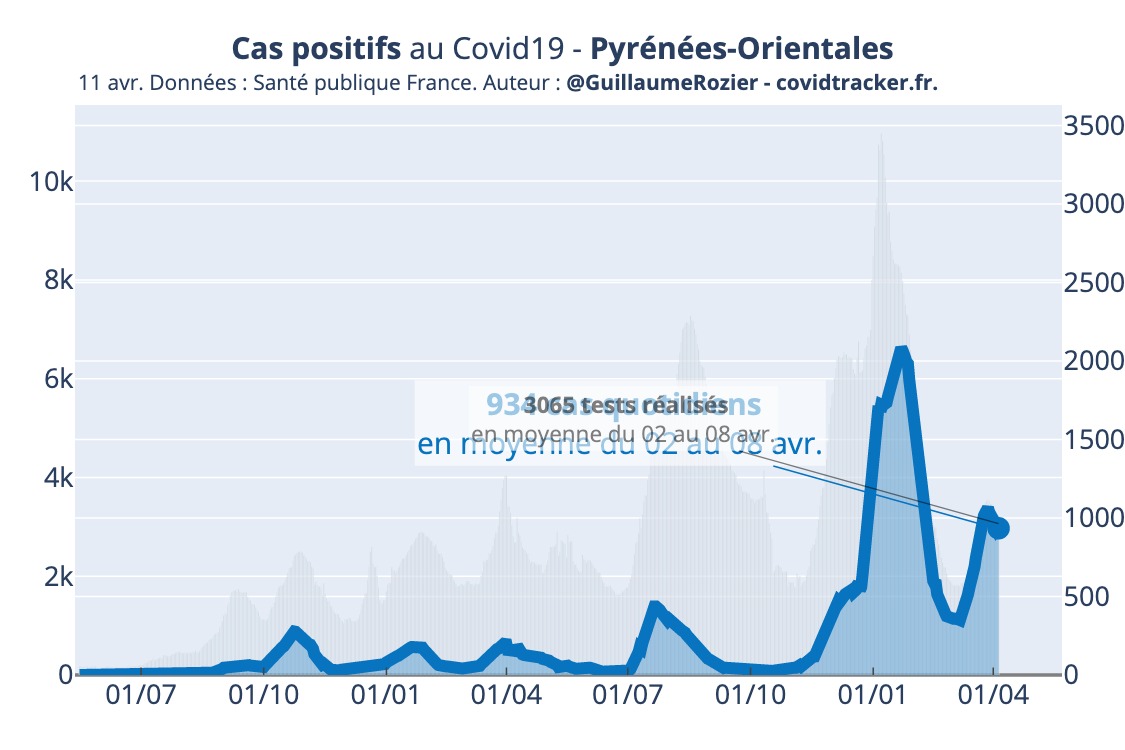 Cas positifs au Covid19 - Pyrénées-Orientales
11 avr. Données : Santé publique France. Auteur : @GuillaumeRozier - covidtracker.fr.
3500
10k
3000
8k
2500
6k
2000
934 cas quotidiens
3065 tests réalisés
en moyenne du 02 au 08 avr.
en moyenne du 02 au 08 avr.
1500
4k
1000
2k
500
0
0
01/07 01/10 01/01 01/04 01/07 01/10 01/01 01/04